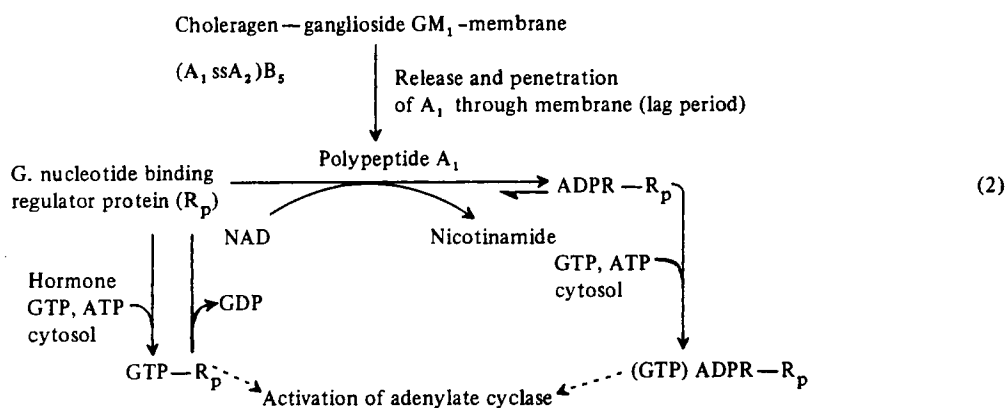 Choleragen — ganglioside GM₁ -membrane
(A₁ ssA₂)B₅
Release and penetration
of A₁ through membrane (lag period)
Polypeptide A₁
G. nucleotide binding
regulator protein (Rₚ)
ADPR — Rₚ
(2)
NAD
Nicotinamide
Hormone
GTP, ATP
cytosol
GDP
GTP, ATP
cytosol
GTP — Rₚ
Activation of adenylate cyclase
(GTP) ADPR — Rₚ